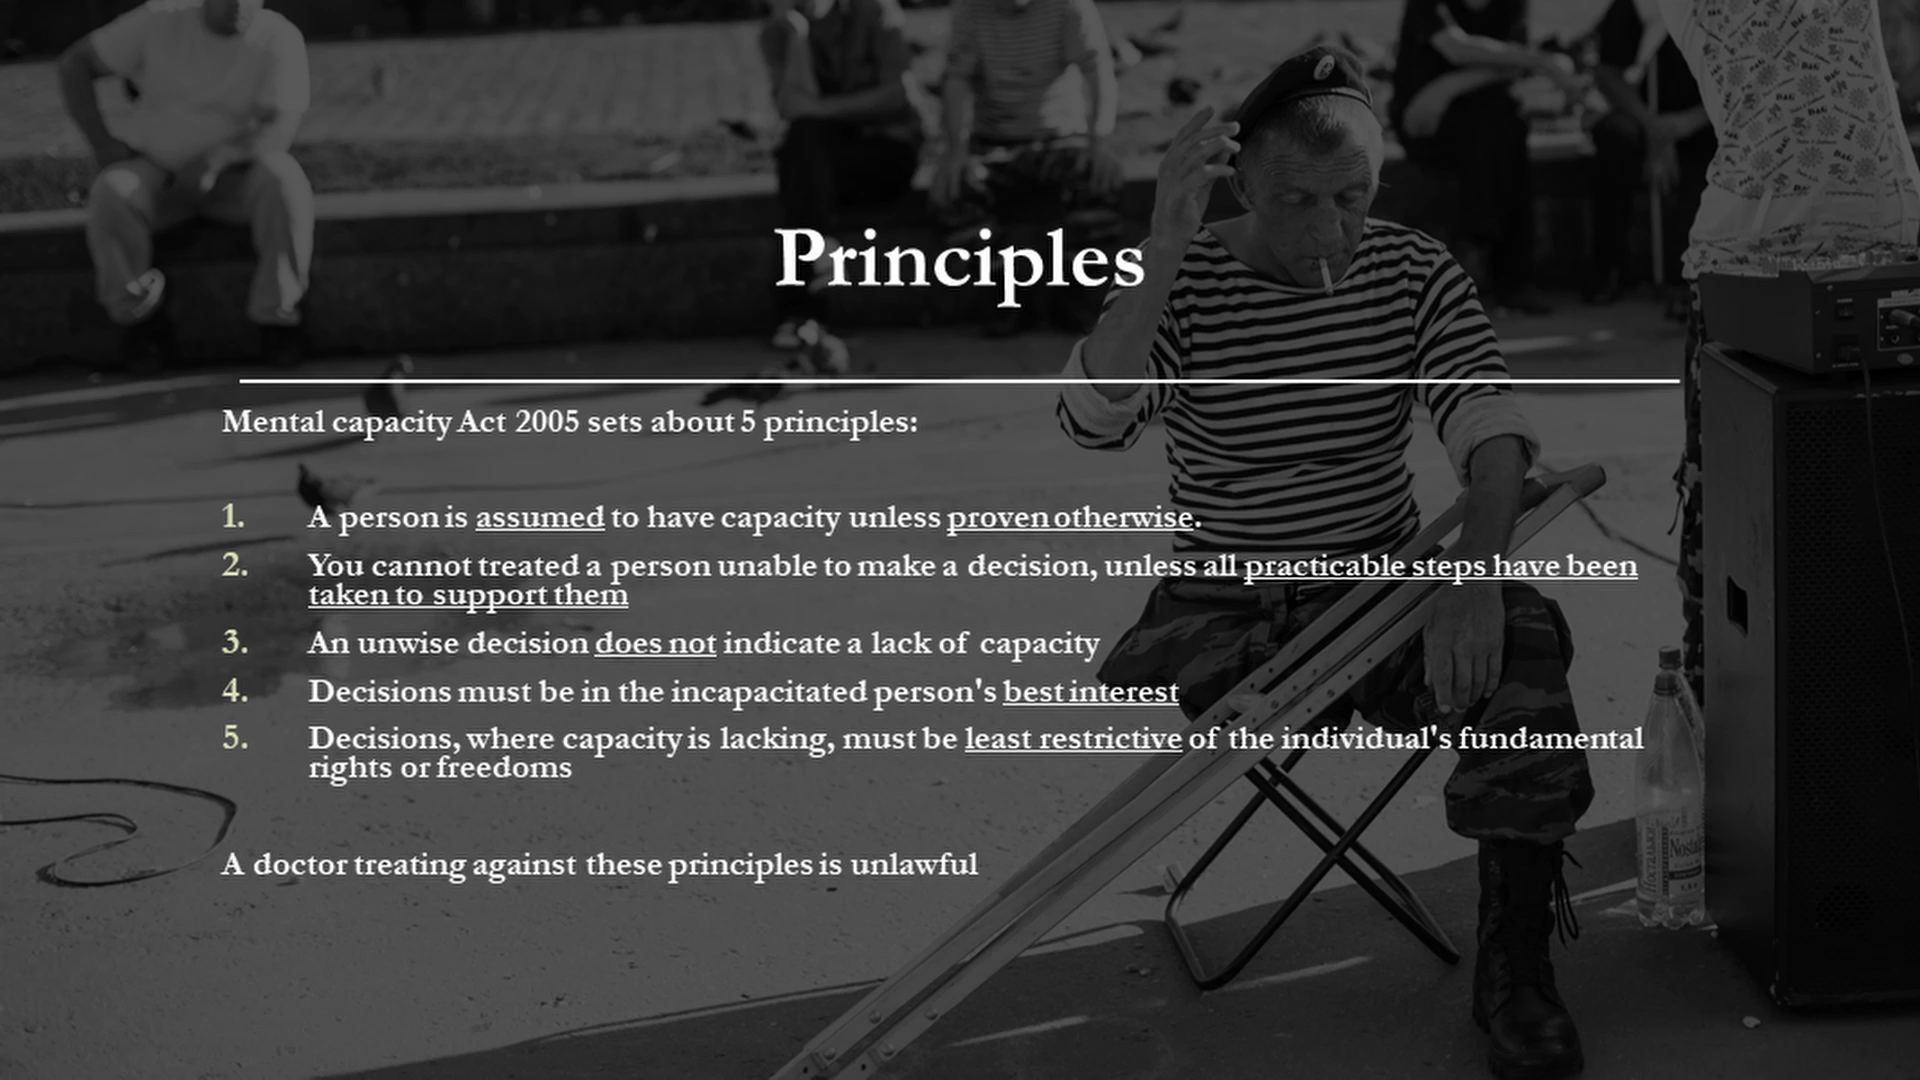 Principles
Mental capacity Act 2005 sets about 5 principles:
1. A person is assumed to have capacity unless proven otherwise.
2. You cannot treated a person unable to make a decision, unless all practicable steps have been
taken to support them
3. An unwise decision does not indicate a lack of capacity
4. Decisions must be in the incapacitated person's best interest
5. Decisions, where capacity is lacking, must be least restrictive of the individual's fundamental
rights or freedoms
A doctor treating against these principles is unlawful
D&G